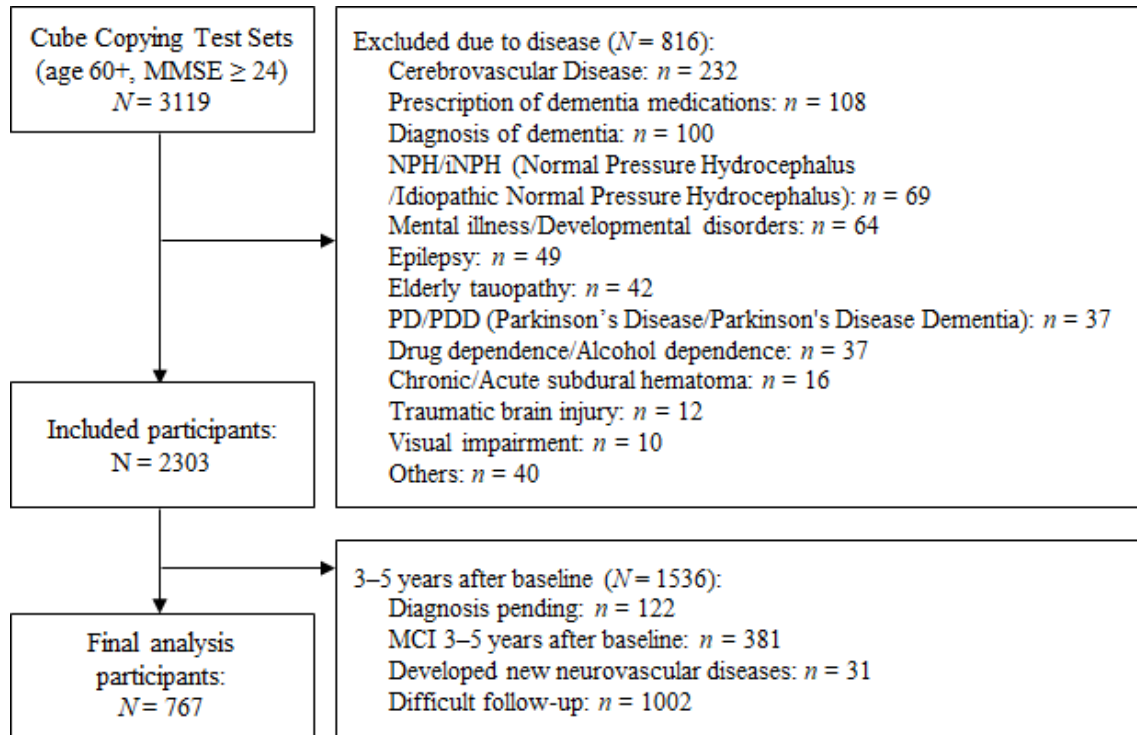 Cube Copying Test Sets
(age 60+, MMSE ≥ 24)
N = 3119
Excluded due to disease (N = 816):
Cerebrovascular Disease: n = 232
Prescription of dementia medications: n = 108
Diagnosis of dementia: n = 100
NPH/iNPH (Normal Pressure Hydrocephalus
/Idiopathic Normal Pressure Hydrocephalus): n = 69
Mental illness/Developmental disorders: n = 64
Epilepsy: n = 49
Elderly tauopathy: n = 42
PD/PDD (Parkinson’s Disease/Parkinson's Disease Dementia): n = 37
Drug dependence/Alcohol dependence: n = 37
Chronic/Acute subdural hematoma: n = 16
Traumatic brain injury: n = 12
Visual impairment: n = 10
Others: n = 40
Included participants:
N = 2303
3–5 years after baseline (N = 1536):
Diagnosis pending: n = 122
MCI 3–5 years after baseline: n = 381
Developed new neurovascular diseases: n = 31
Difficult follow-up: n = 1002
Final analysis
participants:
N = 767